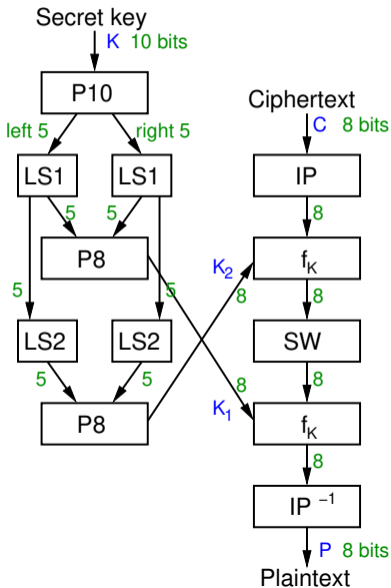 Secret key
K 10 bits
P10
left 5 right 5
LS1 LS1
5 5
P8
5 5
LS2 LS2
5 5
P8
Ciphertext
C 8 bits
IP
8
K₂
8
f_K
8
SW
8
8
K₁
f_K
8
IP ⁻¹
P 8 bits
Plaintext